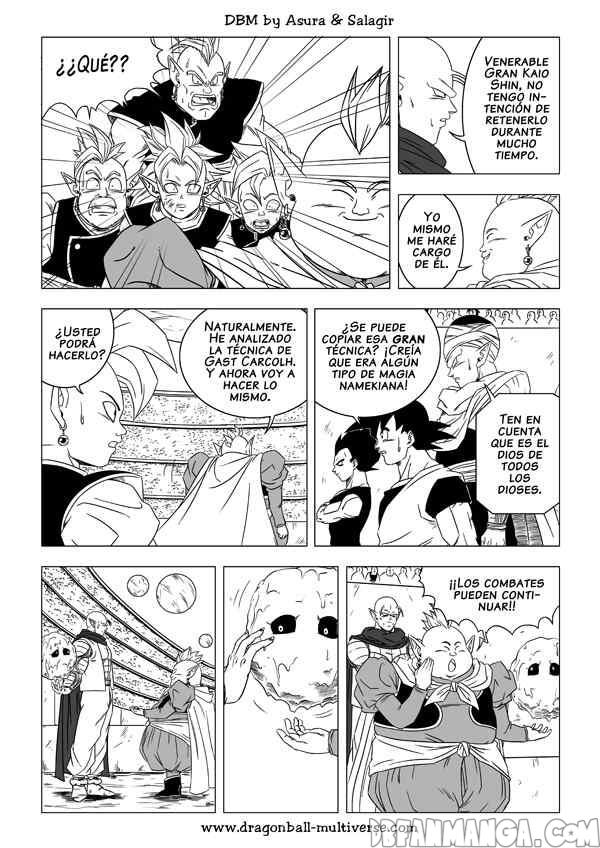 DBM by Asura & Salagir
¿¿Qué??
Venerable
Gran Kaio
Shin, no
tengo in-
tención de
retenerlo
durante
mucho
tiempo.
Yo
mismo
me haré
cargo de
él.
¿Usted
podrá
hacerlo?
Naturalmente.
He analizado
la técnica de
Gast Carcolh.
Y ahora voy a
hacer lo
mismo.
¿Se puede
copiar esa gran
técnica? ¡Creía
que era algún
tipo de magia
namekiana!
Ten en
cuenta
que es el
dios de
todos
los
dioses.
¡¡Los combates
pueden conti-
nuar!!
www.dragonball-multiverse.com
DBFANMANGA.COM